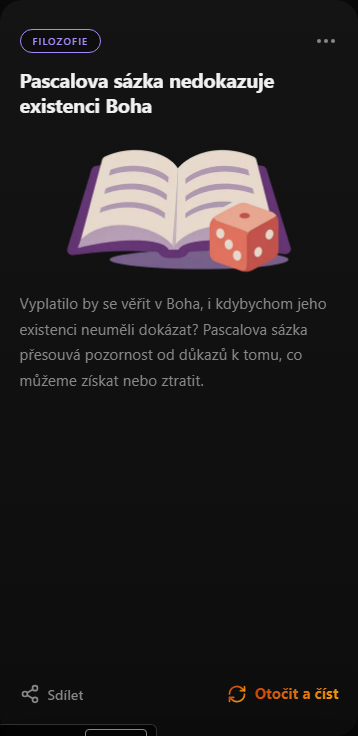 FILOZOFIE
Pascalova sázka nedokazuje
existenci Boha
Vyplatilo by se věřit v Boha, i kdybychom jeho
existenci neuměli dokázat? Pascalova sázka
přesouvá pozornost od důkazů k tomu, co
můžeme získat nebo ztratit.
Sdílet
Otočit a číst